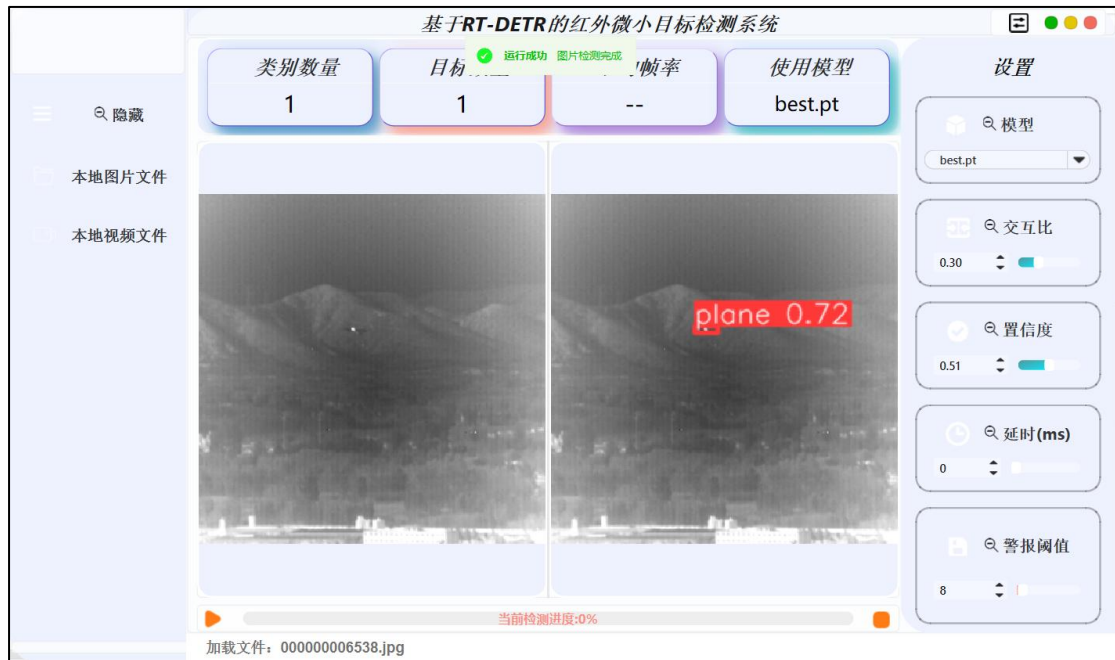 基于RT-DETR的红外微小目标检测系统
运行成功 图片检测完成
类别数量
1
目标
1
帧率
--
使用模型
best.pt
隐藏
本地图片文件
本地视频文件
plane 0.72
设置
模型
best.pt
交互比
0.30
置信度
0.51
延时(ms)
0
警报阈值
8
当前检测进度:0%
加载文件: 000000006538.jpg